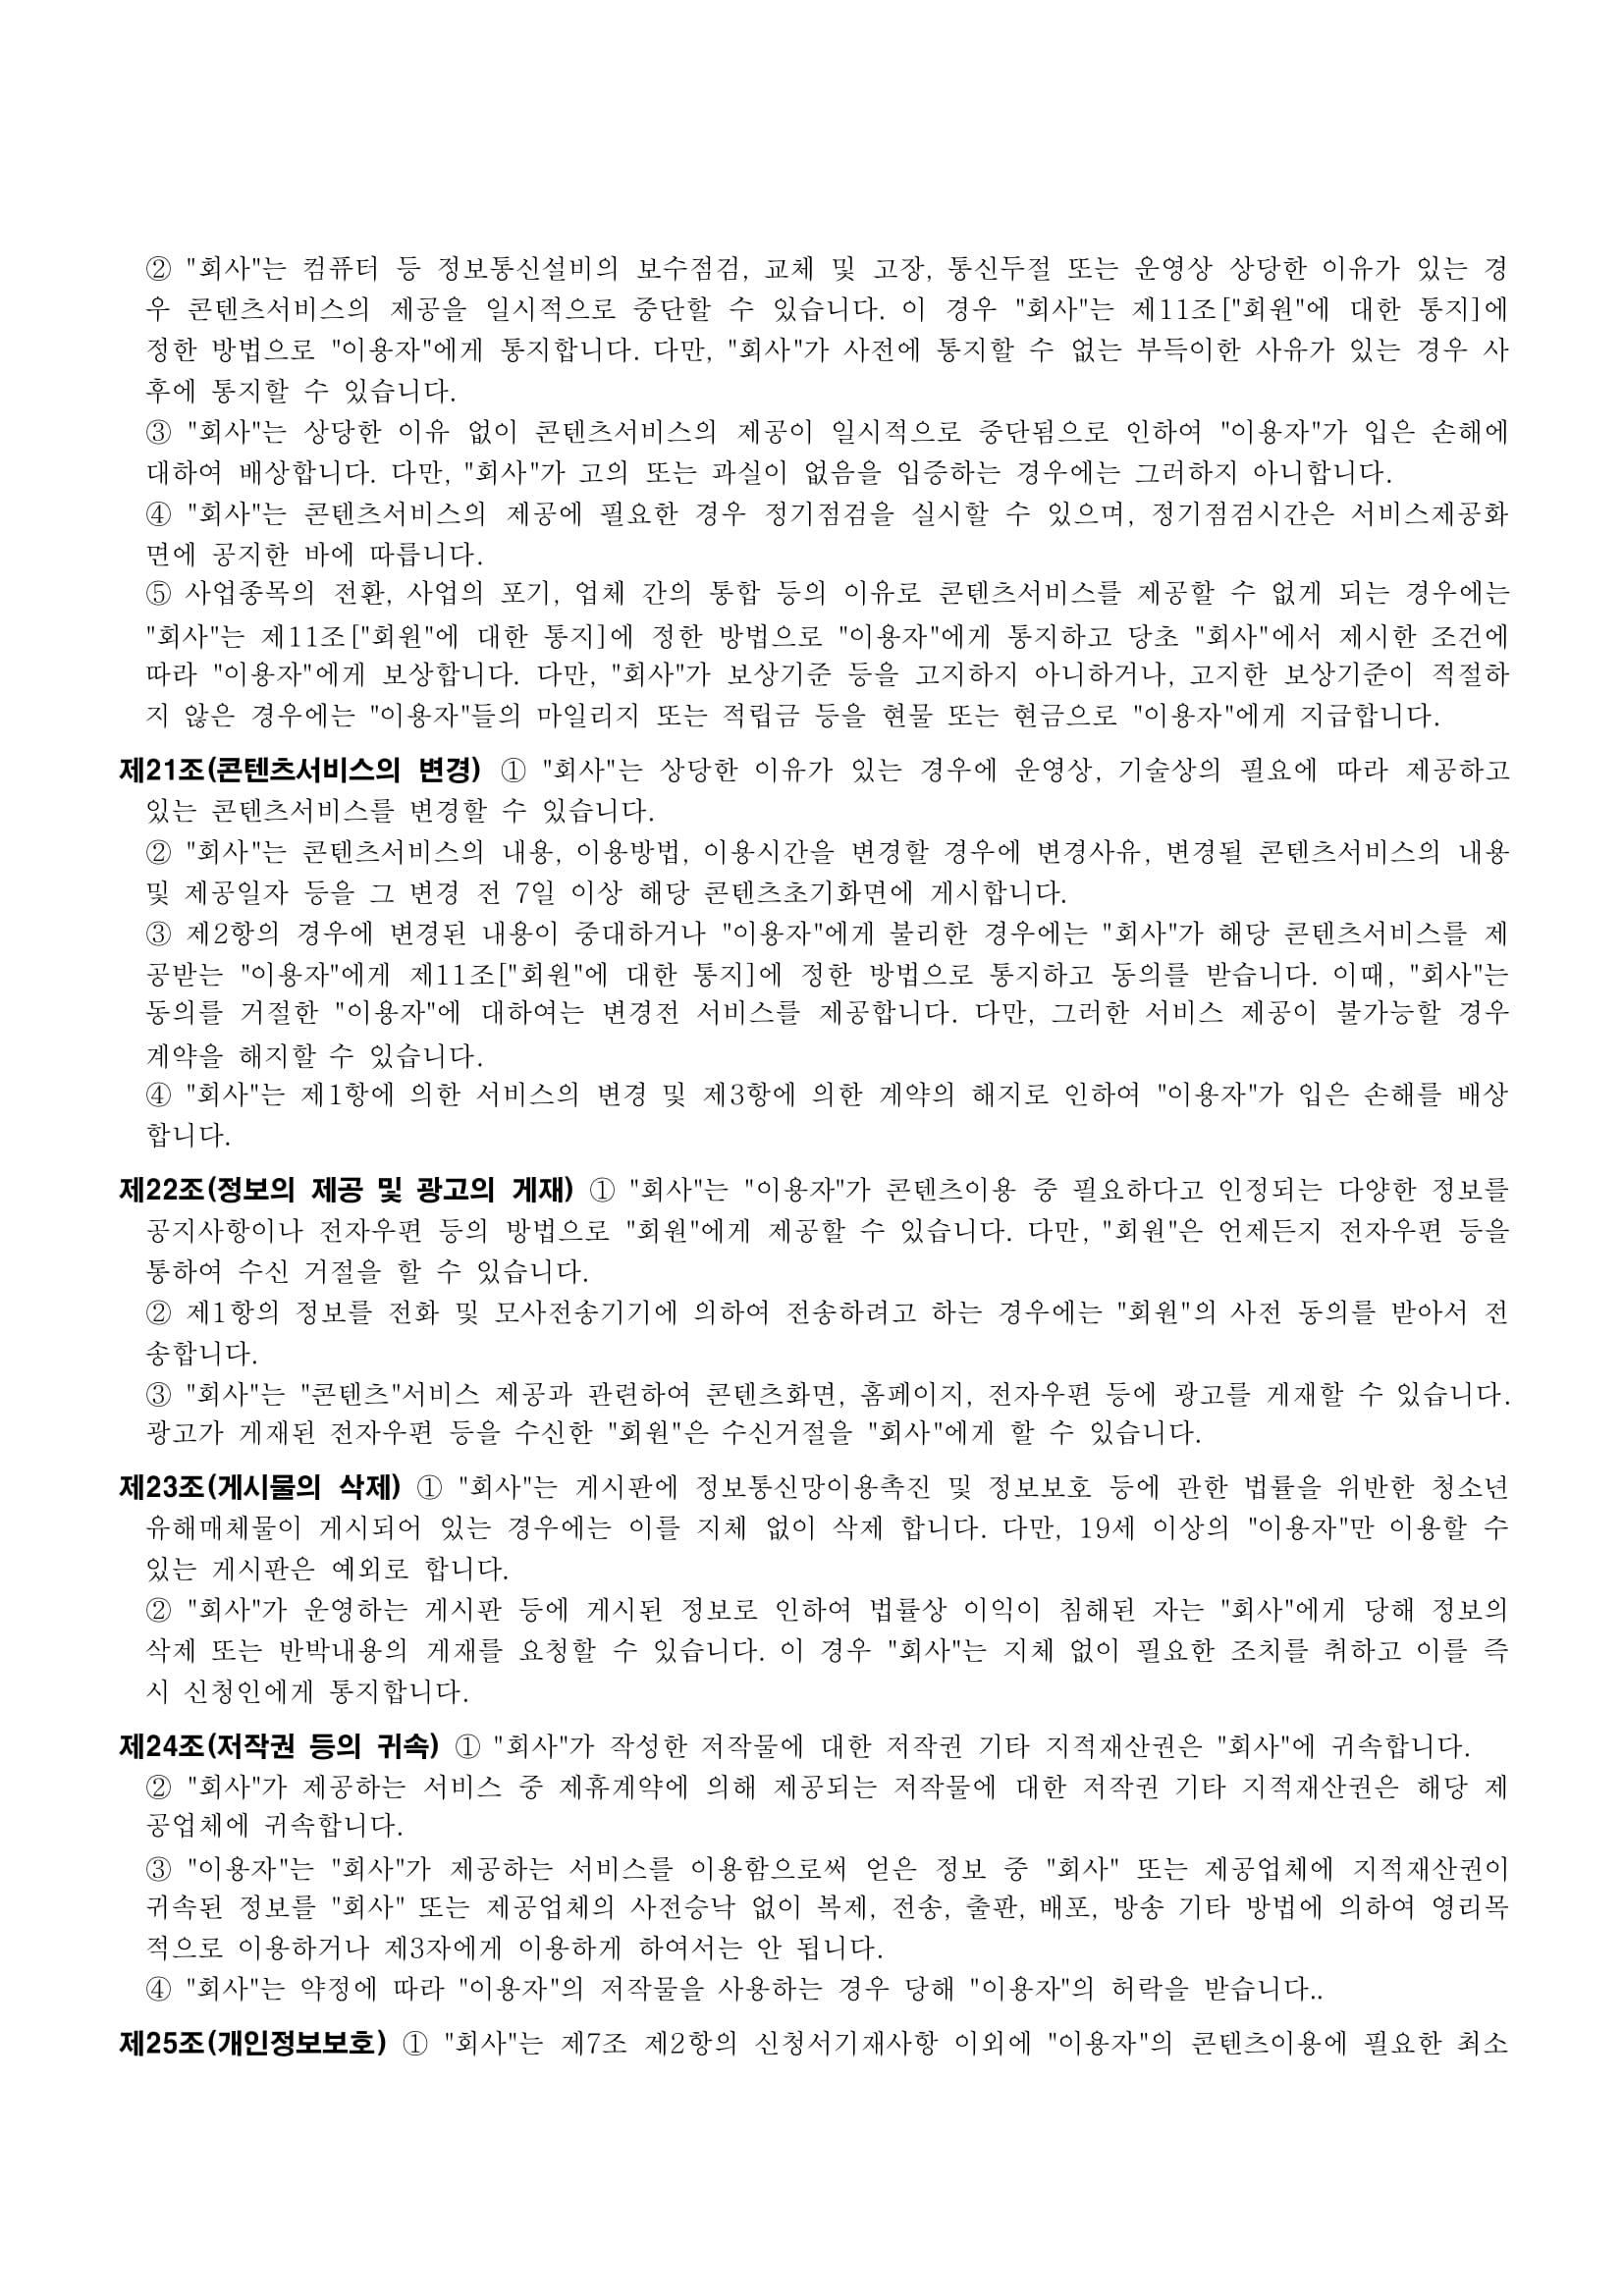 ② "회사"는 컴퓨터 등 정보통신설비의 보수점검, 교체 및 고장, 통신두절 또는 운영상 상당한 이유가 있는 경
우 콘텐츠서비스의 제공을 일시적으로 중단할 수 있습니다. 이 경우 "회사"는 제11조["회원"에 대한 통지]에
정한 방법으로 "이용자"에게 통지합니다. 다만, "회사"가 사전에 통지할 수 없는 부득이한 사유가 있는 경우 사
후에 통지할 수 있습니다.
③ "회사"는 상당한 이유 없이 콘텐츠서비스의 제공이 일시적으로 중단됨으로 인하여 "이용자"가 입은 손해에
대하여 배상합니다. 다만, "회사"가 고의 또는 과실이 없음을 입증하는 경우에는 그러하지 아니합니다.
④ "회사"는 콘텐츠서비스의 제공에 필요한 경우 정기점검을 실시할 수 있으며, 정기점검시간은 서비스제공화
면에 공지한 바에 따릅니다.
⑤ 사업종목의 전환, 사업의 포기, 업체 간의 통합 등의 이유로 콘텐츠서비스를 제공할 수 없게 되는 경우에는
"회사"는 제11조["회원"에 대한 통지]에 정한 방법으로 "이용자"에게 통지하고 당초 "회사"에서 제시한 조건에
따라 "이용자"에게 보상합니다. 다만, "회사"가 보상기준 등을 고지하지 아니하거나, 고지한 보상기준이 적절하
지 않은 경우에는 "이용자"들의 마일리지 또는 적립금 등을 현물 또는 현금으로 "이용자"에게 지급합니다.
제21조(콘텐츠서비스의 변경) ① "회사"는 상당한 이유가 있는 경우에 운영상, 기술상의 필요에 따라 제공하고
있는 콘텐츠서비스를 변경할 수 있습니다.
② "회사"는 콘텐츠서비스의 내용, 이용방법, 이용시간을 변경할 경우에 변경사유, 변경될 콘텐츠서비스의 내용
및 제공일자 등을 그 변경 전 7일 이상 해당 콘텐츠초기화면에 게시합니다.
③ 제2항의 경우에 변경된 내용이 중대하거나 "이용자"에게 불리한 경우에는 "회사"가 해당 콘텐츠서비스를 제
공받는 "이용자"에게 제11조["회원"에 대한 통지]에 정한 방법으로 통지하고 동의를 받습니다. 이때, "회사"는
동의를 거절한 "이용자"에 대하여는 변경전 서비스를 제공합니다. 다만, 그러한 서비스 제공이 불가능할 경우
계약을 해지할 수 있습니다.
④ "회사"는 제1항에 의한 서비스의 변경 및 제3항에 의한 계약의 해지로 인하여 "이용자"가 입은 손해를 배상
합니다.
제22조(정보의 제공 및 광고의 게재) ① "회사"는 "이용자"가 콘텐츠이용 중 필요하다고 인정되는 다양한 정보를
공지사항이나 전자우편 등의 방법으로 "회원"에게 제공할 수 있습니다. 다만, "회원"은 언제든지 전자우편 등을
통하여 수신 거절을 할 수 있습니다.
② 제1항의 정보를 전화 및 모사전송기기에 의하여 전송하려고 하는 경우에는 "회원"의 사전 동의를 받아서 전
송합니다.
③ "회사"는 "콘텐츠"서비스 제공과 관련하여 콘텐츠화면, 홈페이지, 전자우편 등에 광고를 게재할 수 있습니다.
광고가 게재된 전자우편 등을 수신한 "회원"은 수신거절을 "회사"에게 할 수 있습니다.
제23조(게시물의 삭제) ① "회사"는 게시판에 정보통신망이용촉진 및 정보보호 등에 관한 법률을 위반한 청소년
유해매체물이 게시되어 있는 경우에는 이를 지체 없이 삭제 합니다. 다만, 19세 이상의 "이용자"만 이용할 수
있는 게시판은 예외로 합니다.
② "회사"가 운영하는 게시판 등에 게시된 정보로 인하여 법률상 이익이 침해된 자는 "회사"에게 당해 정보의
삭제 또는 반박내용의 게재를 요청할 수 있습니다. 이 경우 "회사"는 지체 없이 필요한 조치를 취하고 이를 즉
시 신청인에게 통지합니다.
제24조(저작권 등의 귀속) ① "회사"가 작성한 저작물에 대한 저작권 기타 지적재산권은 "회사"에 귀속합니다.
② "회사"가 제공하는 서비스 중 제휴계약에 의해 제공되는 저작물에 대한 저작권 기타 지적재산권은 해당 제
공업체에 귀속합니다.
③ "이용자"는 "회사"가 제공하는 서비스를 이용함으로써 얻은 정보 중 "회사" 또는 제공업체에 지적재산권이
귀속된 정보를 "회사" 또는 제공업체의 사전승낙 없이 복제, 전송, 출판, 배포, 방송 기타 방법에 의하여 영리목
적으로 이용하거나 제3자에게 이용하게 하여서는 안 됩니다.
④ "회사"는 약정에 따라 "이용자"의 저작물을 사용하는 경우 당해 "이용자"의 허락을 받습니다..
제25조(개인정보보호) ① "회사"는 제7조 제2항의 신청서기재사항 이외에 "이용자"의 콘텐츠이용에 필요한 최소